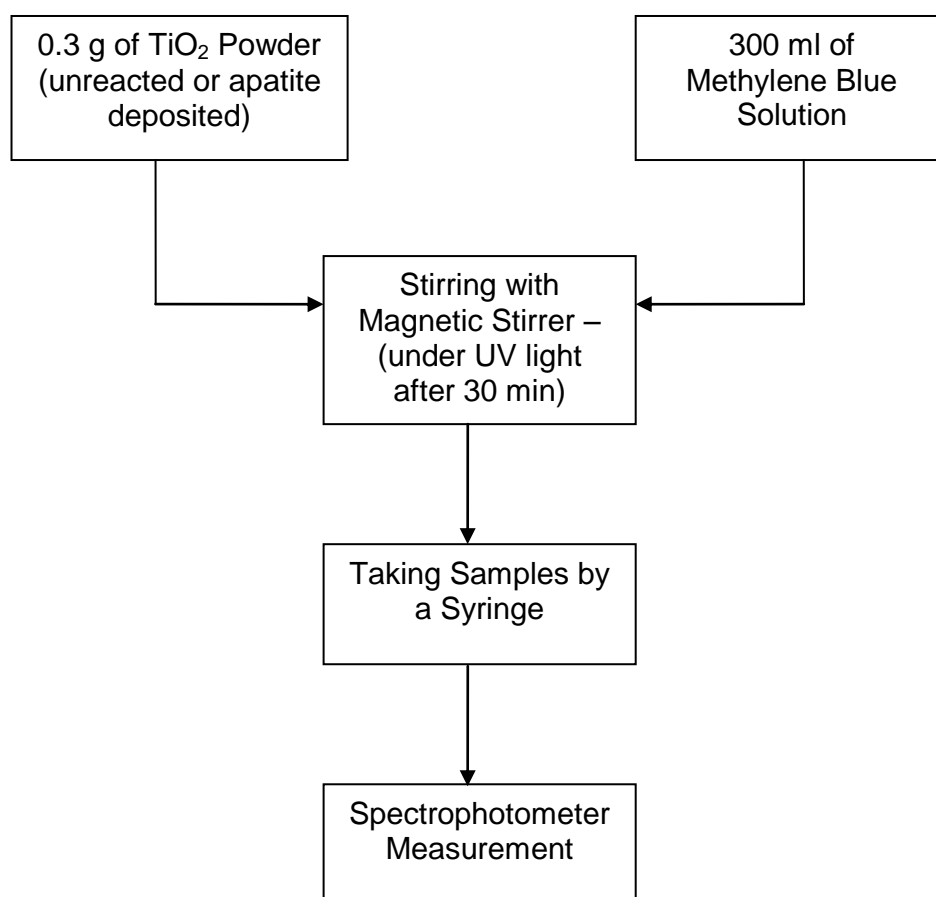 0.3 g of TiO₂ Powder
(unreacted or apatite
deposited)
300 ml of
Methylene Blue
Solution
Stirring with
Magnetic Stirrer –
(under UV light
after 30 min)
Taking Samples by
a Syringe
Spectrophotometer
Measurement